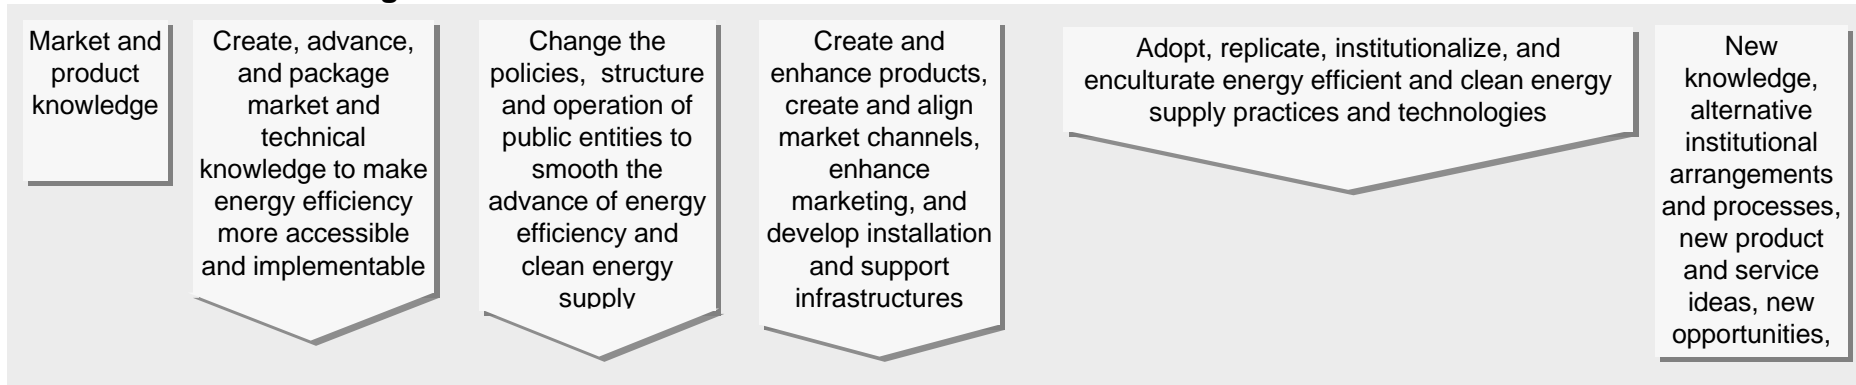 Market and
product
knowledge
Create, advance,
and package
market and
technical
knowledge to make
energy efficiency
more accessible
and implementable
Change the
policies, structure
and operation of
public entities to
smooth the
advance of energy
efficiency and
clean energy
supply
Create and
enhance products,
create and align
market channels,
enhance
marketing, and
develop installation
and support
infrastructures
Adopt, replicate, institutionalize, and
enculturate energy efficient and clean energy
supply practices and technologies
New
knowledge,
alternative
institutional
arrangements
and processes,
new product
and service
ideas, new
opportunities,